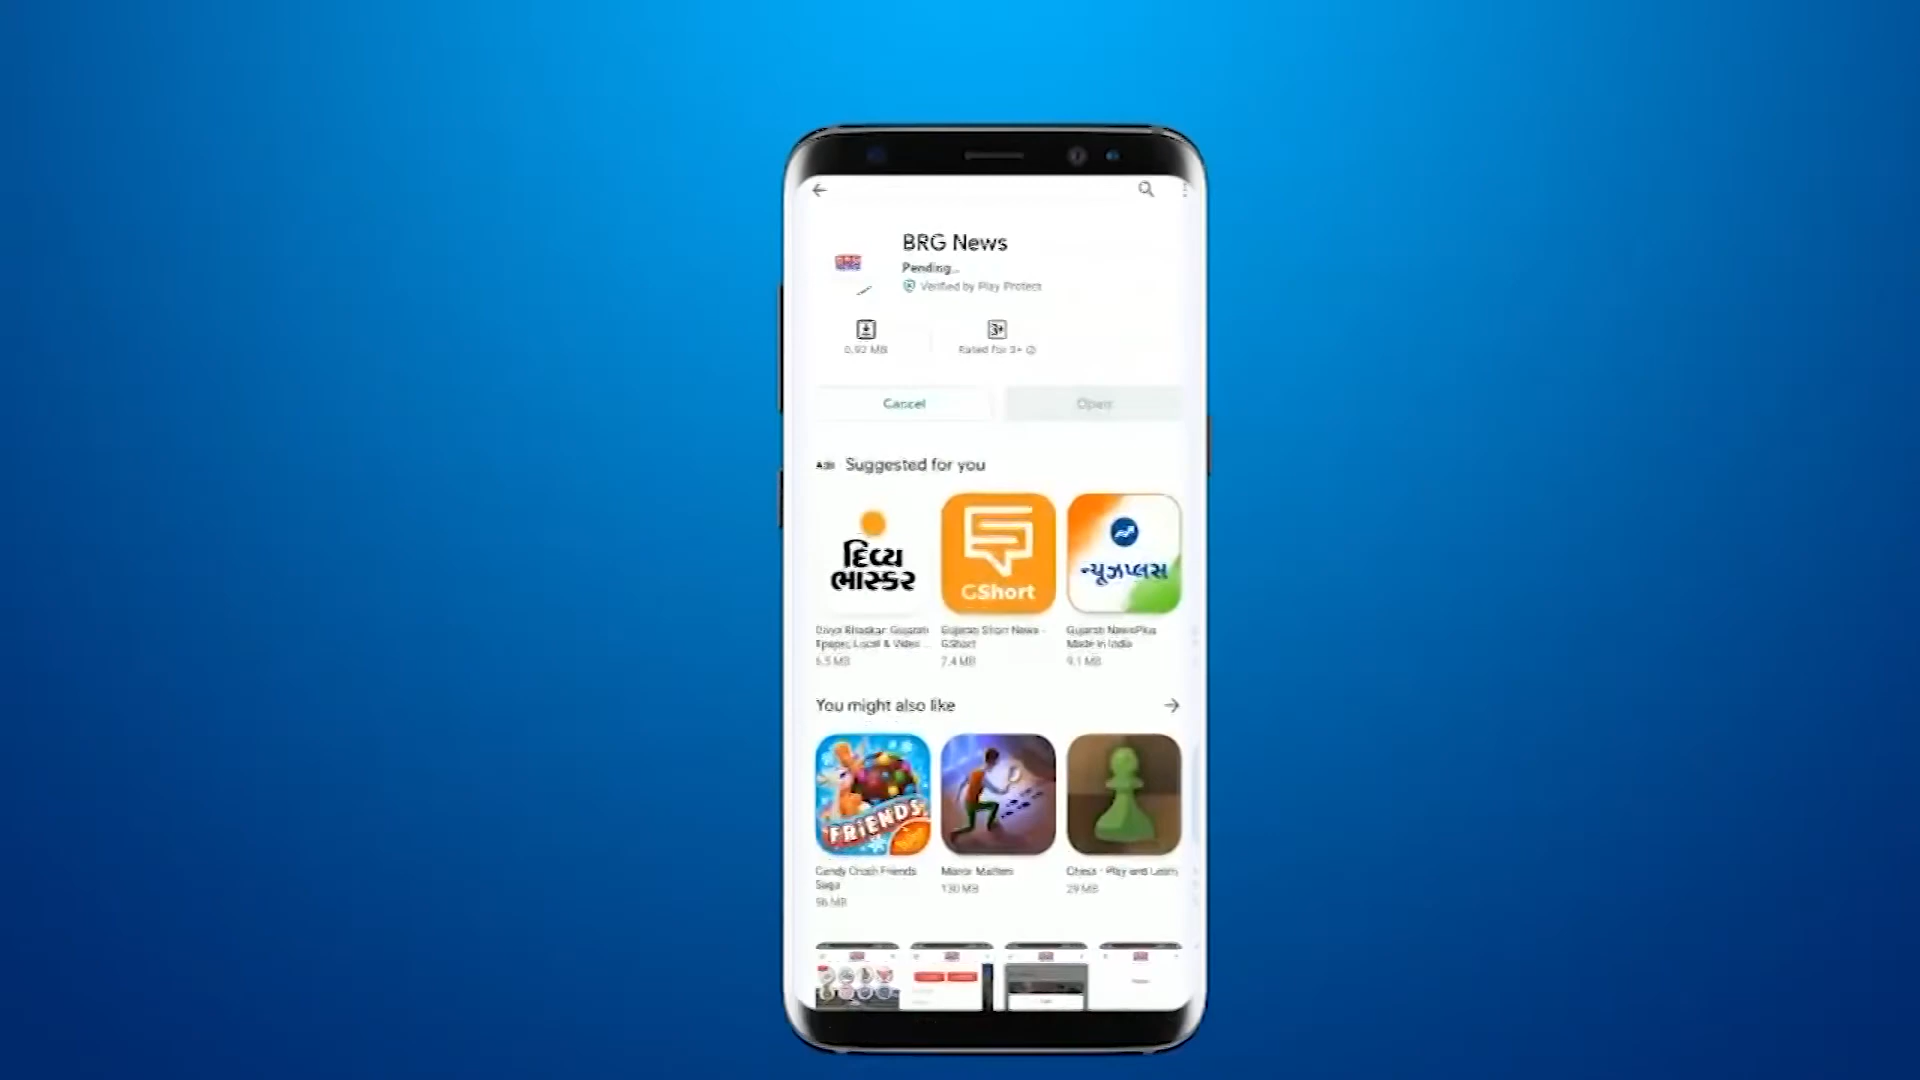 BRG News
Pending...
Verified by Play Protect
3+
0.92 MB
Rated for 3+
Cancel
Open
Ads Suggested for you
દિવ્ય
ભાસ્કર
GShort
ન્યૂઝપ્લસ
Divya Bhaskar: Gujarati
Epaper, Local & Video ...
6.5 MB
Gujarati Short News -
GShort
7.4 MB
Gujarati NewsPlus
Made in India
9.1 MB
You might also like
FRIENDS
Candy Crush Friends
Saga
96 MB
Manor Matters
130 MB
Chess - Play and Learn
29 MB